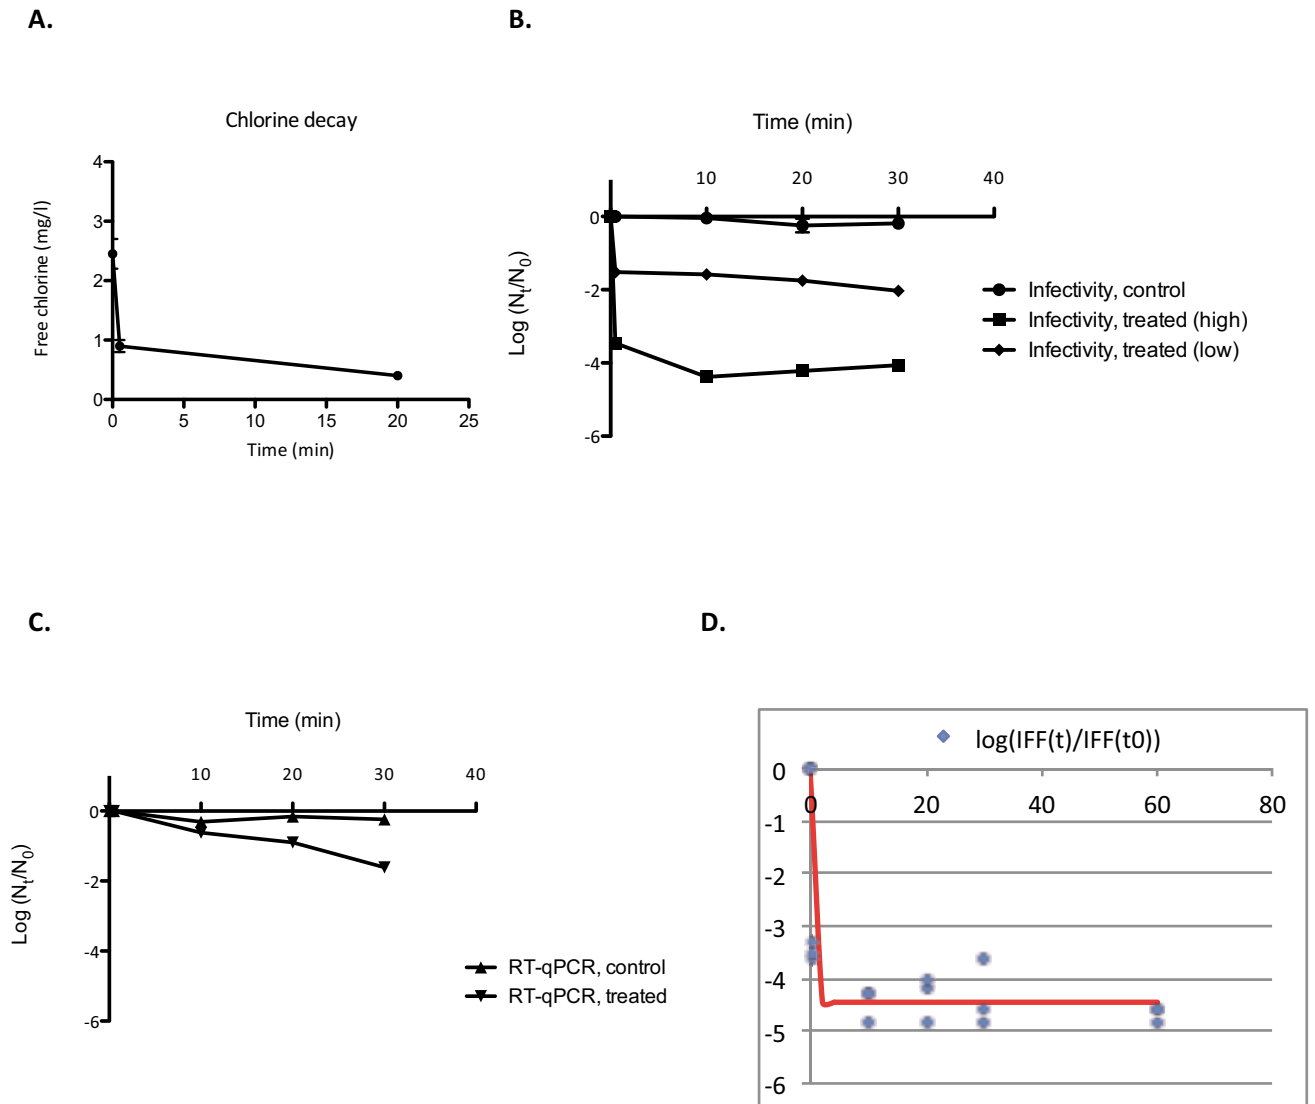 A.
B.
Chlorine decay
4
3
2
1
0
0 5 10 15 20 25
Free chlorine (mg/l)
Time (min)
Time (min)
10 20 30 40
0
-2
-4
-6
Log (Nt/N0)
Infectivity, control
Infectivity, treated (high)
Infectivity, treated (low)
C.
D.
Time (min)
10 20 30 40
0
-2
-4
-6
Log (Nt/N0)
RT-qPCR, control
RT-qPCR, treated
log(IFF(t)/IFF(t0))
0
0 20 40 60 80
-1
-2
-3
-4
-5
-6